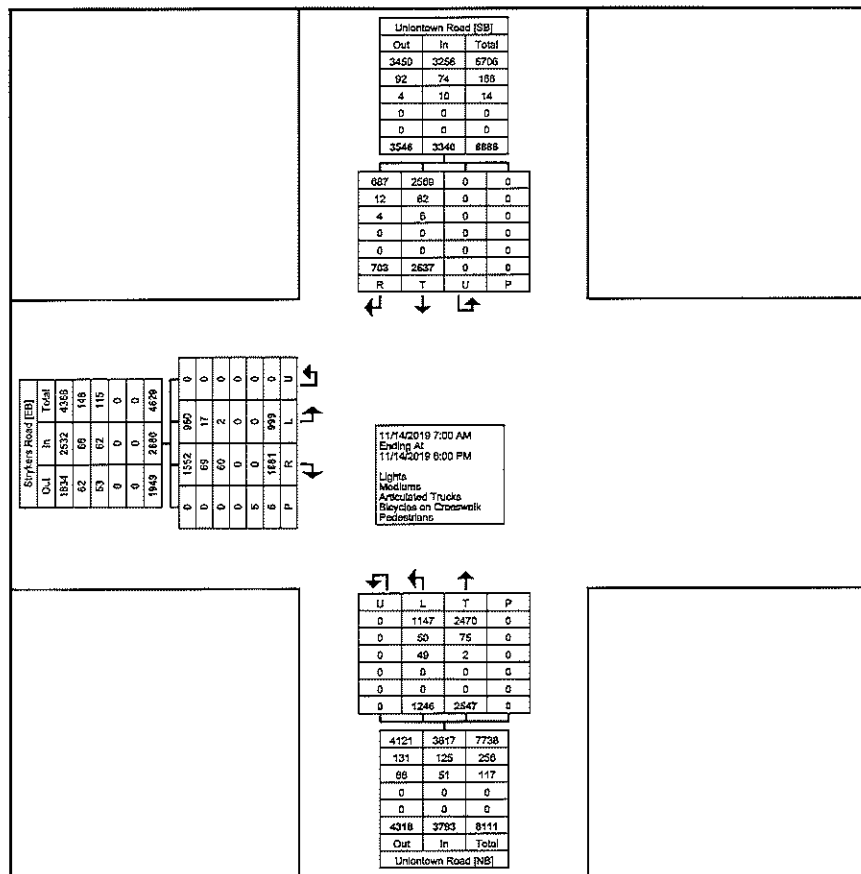 Uniontown Road [SB]
Out In Total
3450 3256 6706
92 74 166
4 10 14
0 0 0
0 0 0
3546 3340 6886
687 2569 0 0
12 62 0 0
4 6 0 0
0 0 0 0
0 0 0 0
703 2637 0 0
R T U P
Strykers Road [EB]
Out In Total
1834 2532 4366
62 86 148
53 62 115
0 0 0
0 0 0
1949 2680 4629
0 980 1552 0
0 17 69 0
0 2 60 0
0 0 0 0
0 0 0 5
0 999 1681 6
U L R P
11/14/2019 7:00 AM
Ending At
11/14/2019 6:00 PM
Lights
Mediums
Articulated Trucks
Bicycles on Crosswalk
Pedestrians
U L T P
0 1147 2470 0
0 50 75 0
0 49 2 0
0 0 0 0
0 0 0 0
0 1246 2547 0
4121 3617 7738
131 125 256
66 51 117
0 0 0
0 0 0
4318 3793 8111
Out In Total
Uniontown Road [NB]